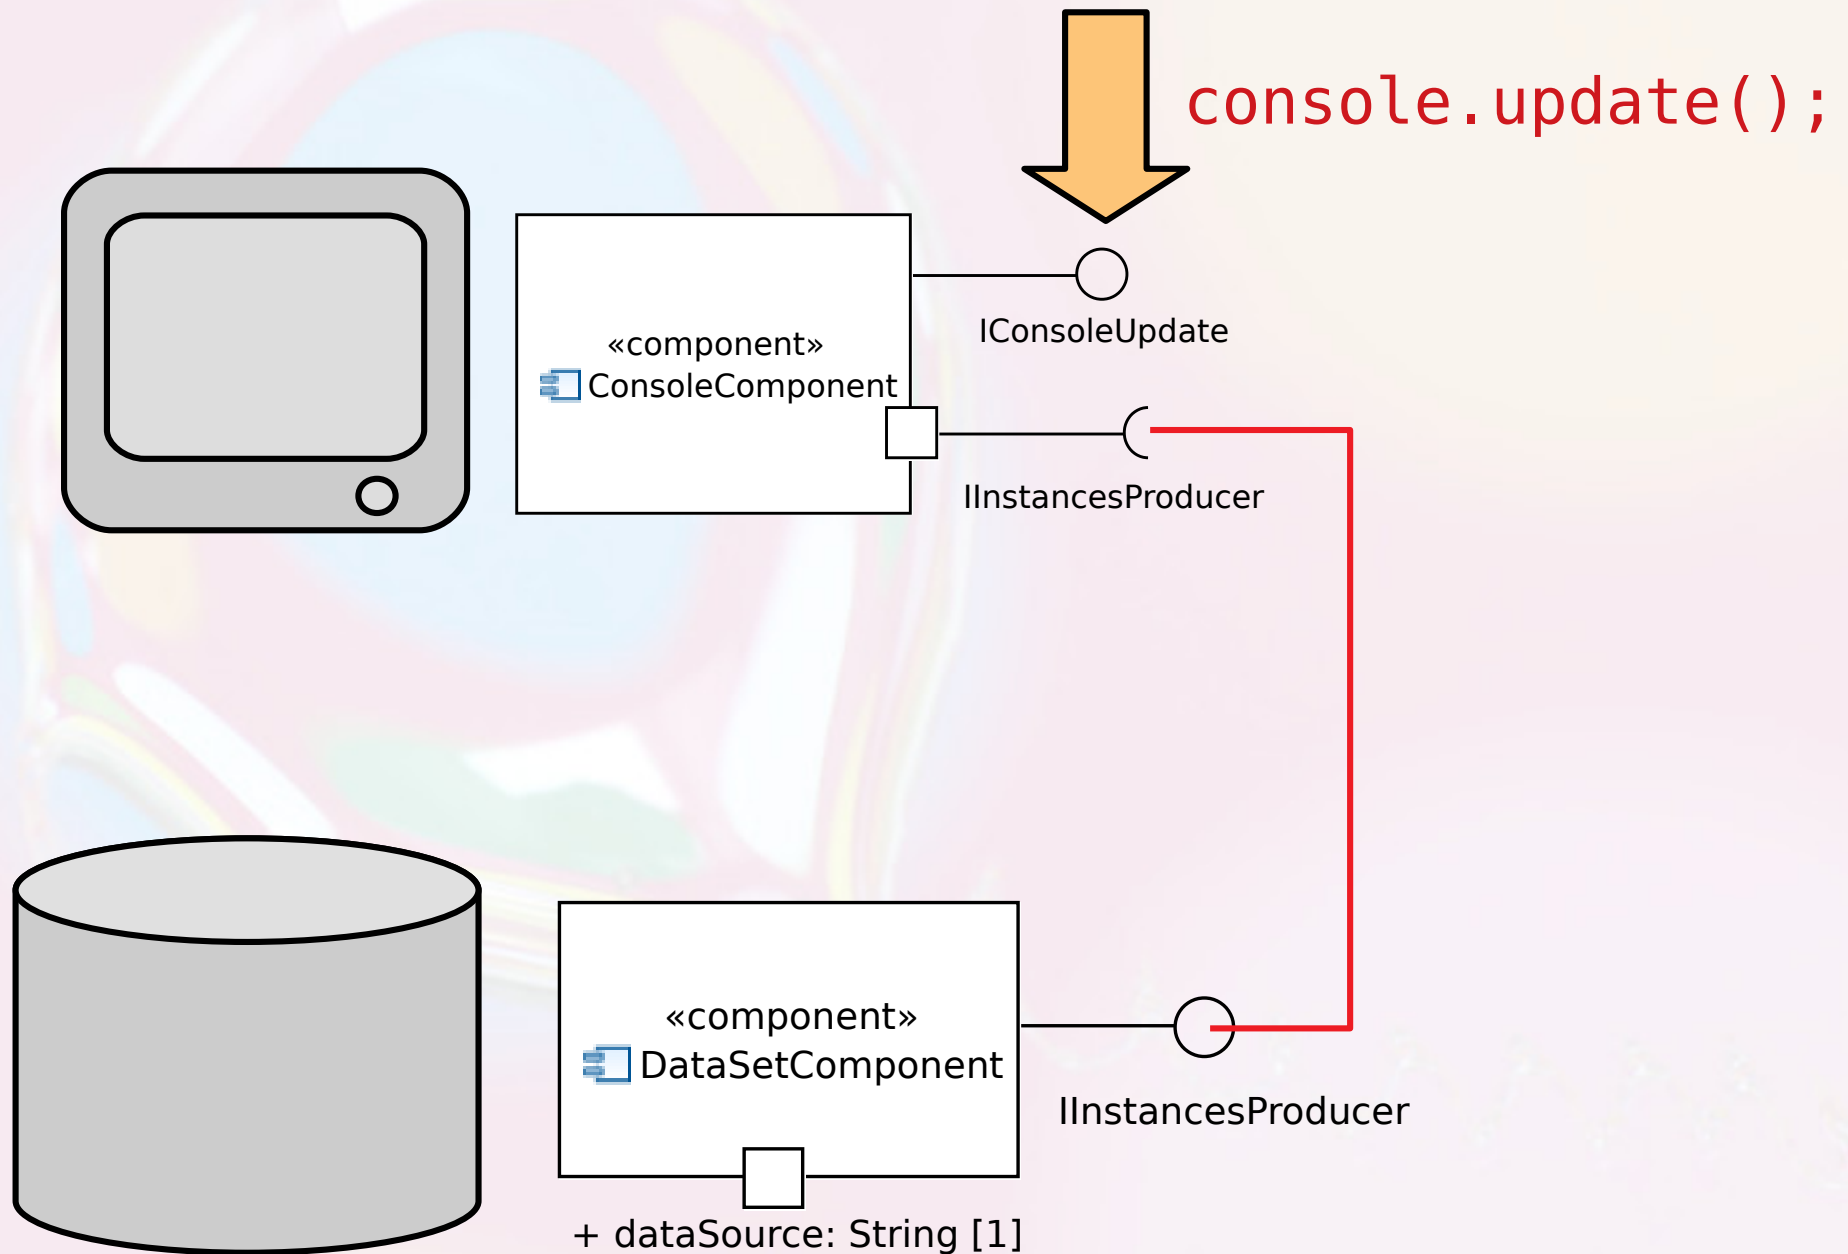 console.update();
IConsoleUpdate
«component»
ConsoleComponent
IInstancesProducer
«component»
DataSetComponent
IInstancesProducer
+ dataSource: String [1]